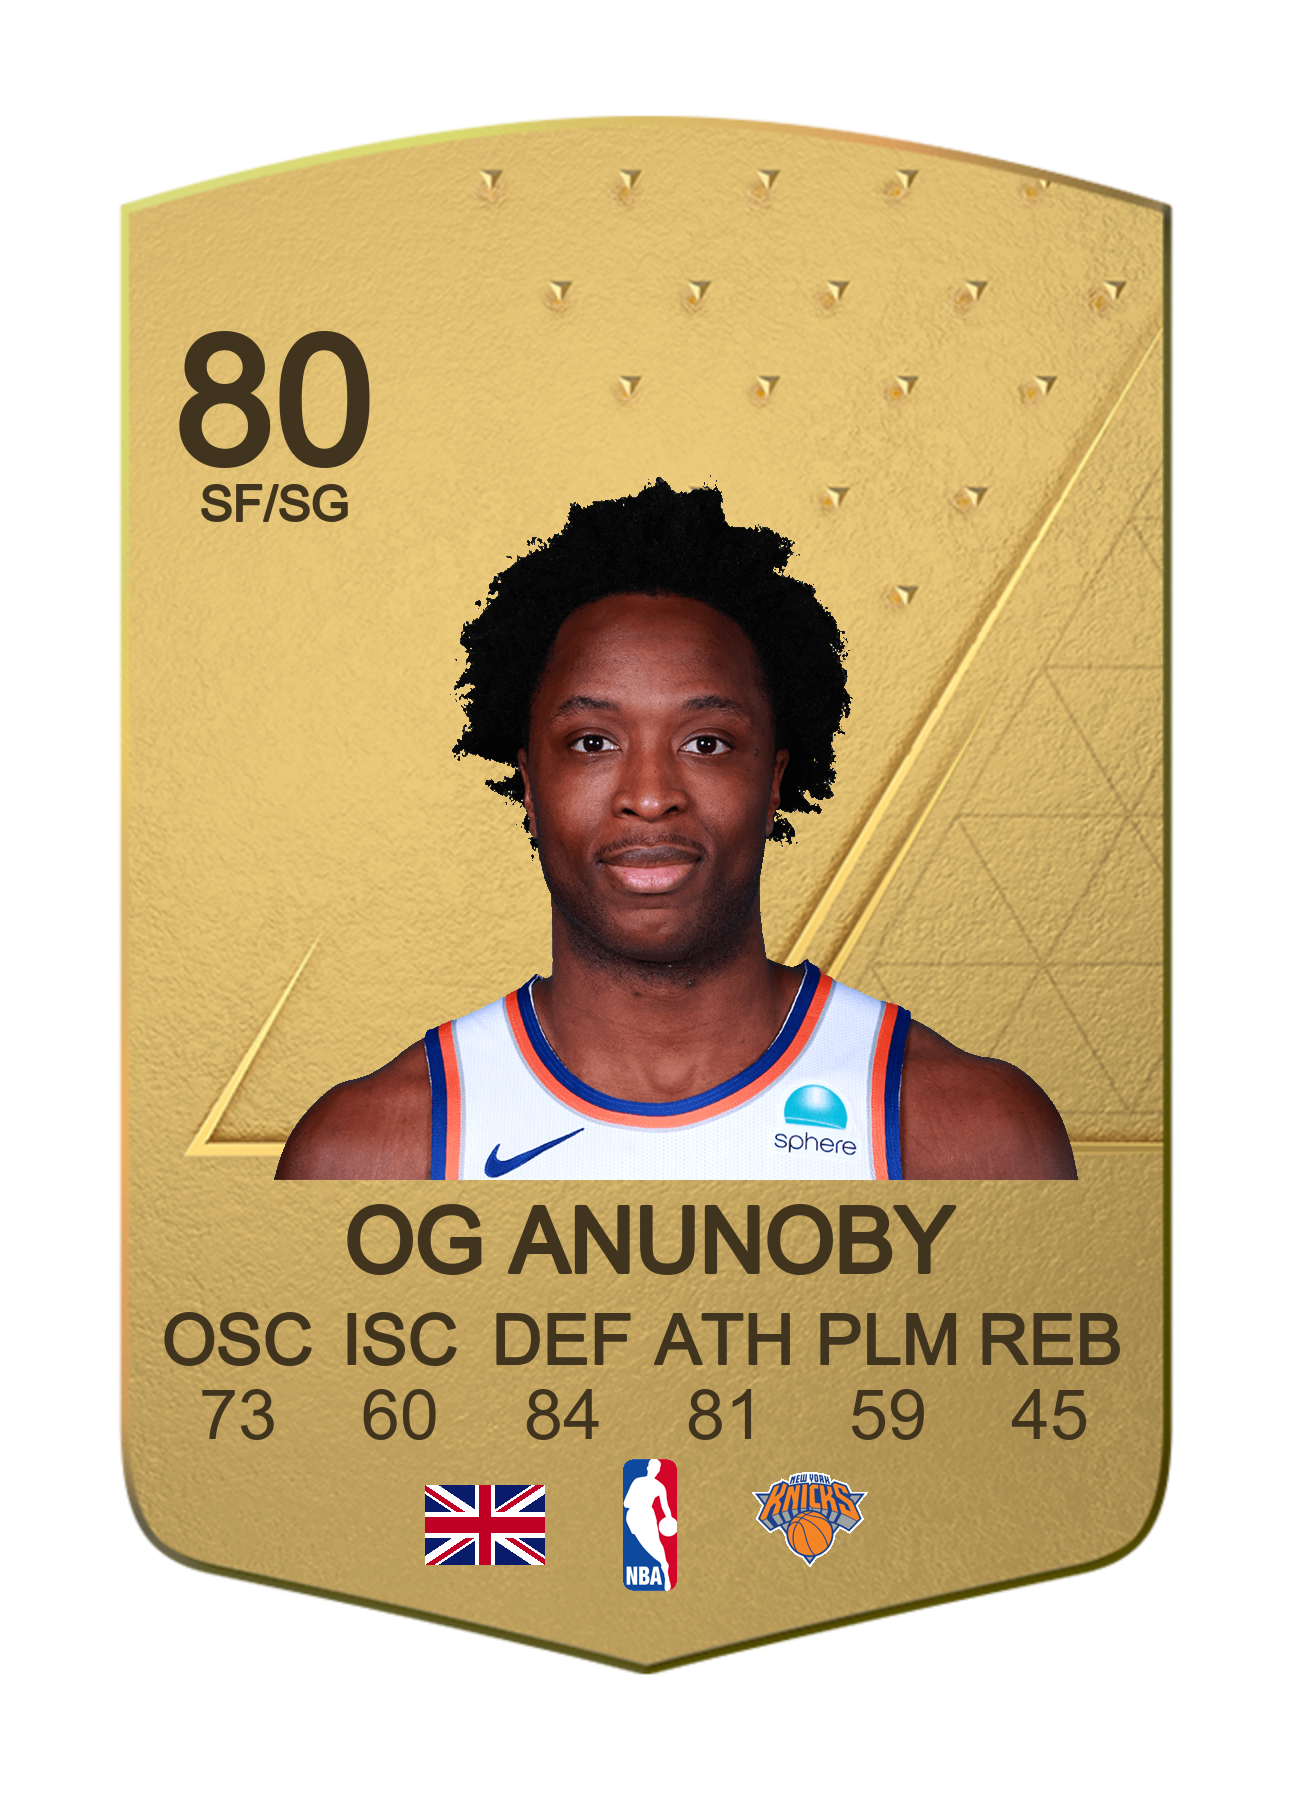 80
SF/SG
sphere
OG ANUNOBY
OSC ISC DEF ATH PLM REB
73 60 84 81 59 45
NBA
NEW YORK
KNICKS